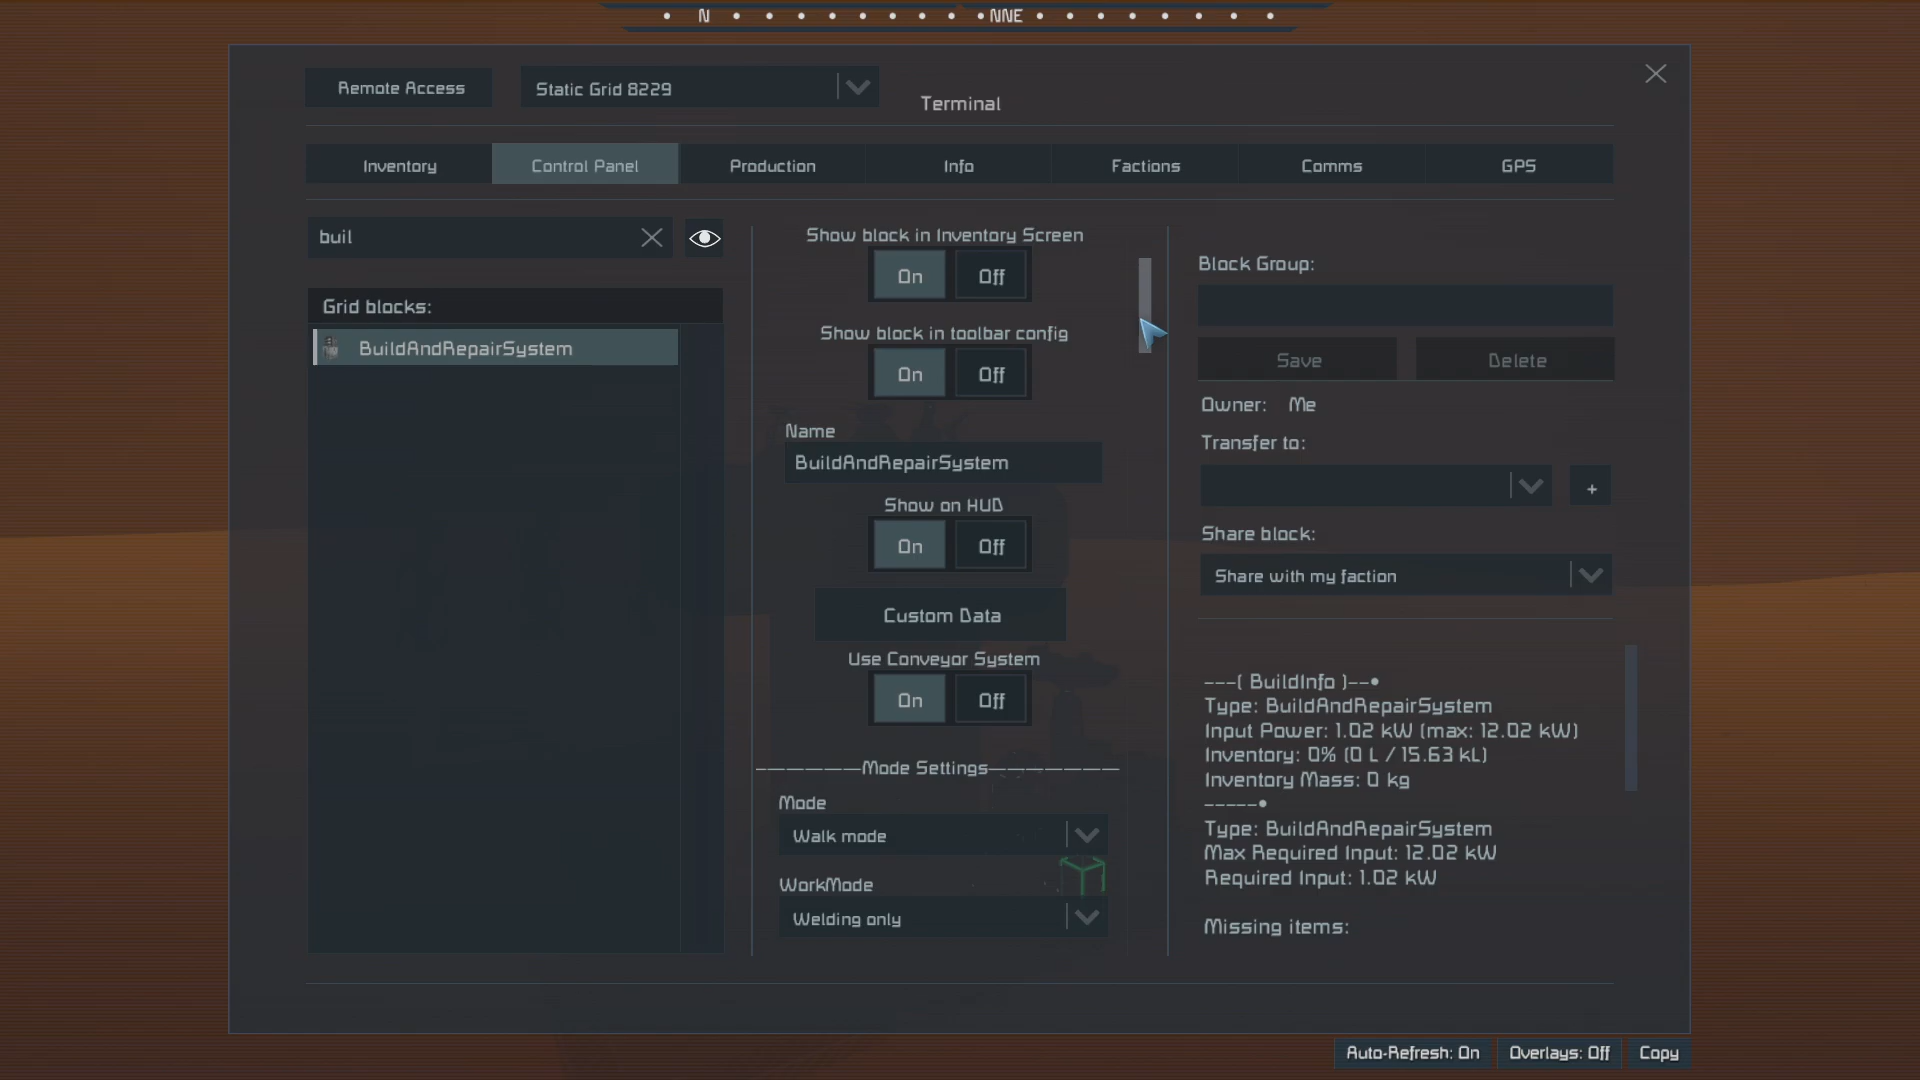 N
NNE
Remote Access
Static Grid 8229
Terminal
Inventory
Control Panel
Production
Info
Factions
Comms
GPS
buil
Grid blocks:
BuildAndRepairSystem
Show block in Inventory Screen
On
Off
Show block in toolbar config
On
Off
Name
BuildAndRepairSystem
Show on HUD
On
Off
Custom Data
Use Conveyor System
On
Off
——————Mode Settings———————
Mode
Walk mode
WorkMode
Welding only
Block Group:
Save
Delete
Owner: Me
Transfer to:
+
Share block:
Share with my faction
---( BuildInfo )--•
Type: BuildAndRepairSystem
Input Power: 1.02 kW (max: 12.02 kW)
Inventory: 0% (0 L / 15.63 kL)
Inventory Mass: 0 kg
-----•
Type: BuildAndRepairSystem
Max Required Input: 12.02 kW
Required Input: 1.02 kW
Missing items:
Auto-Refresh: On
Overlays: Off
Copy